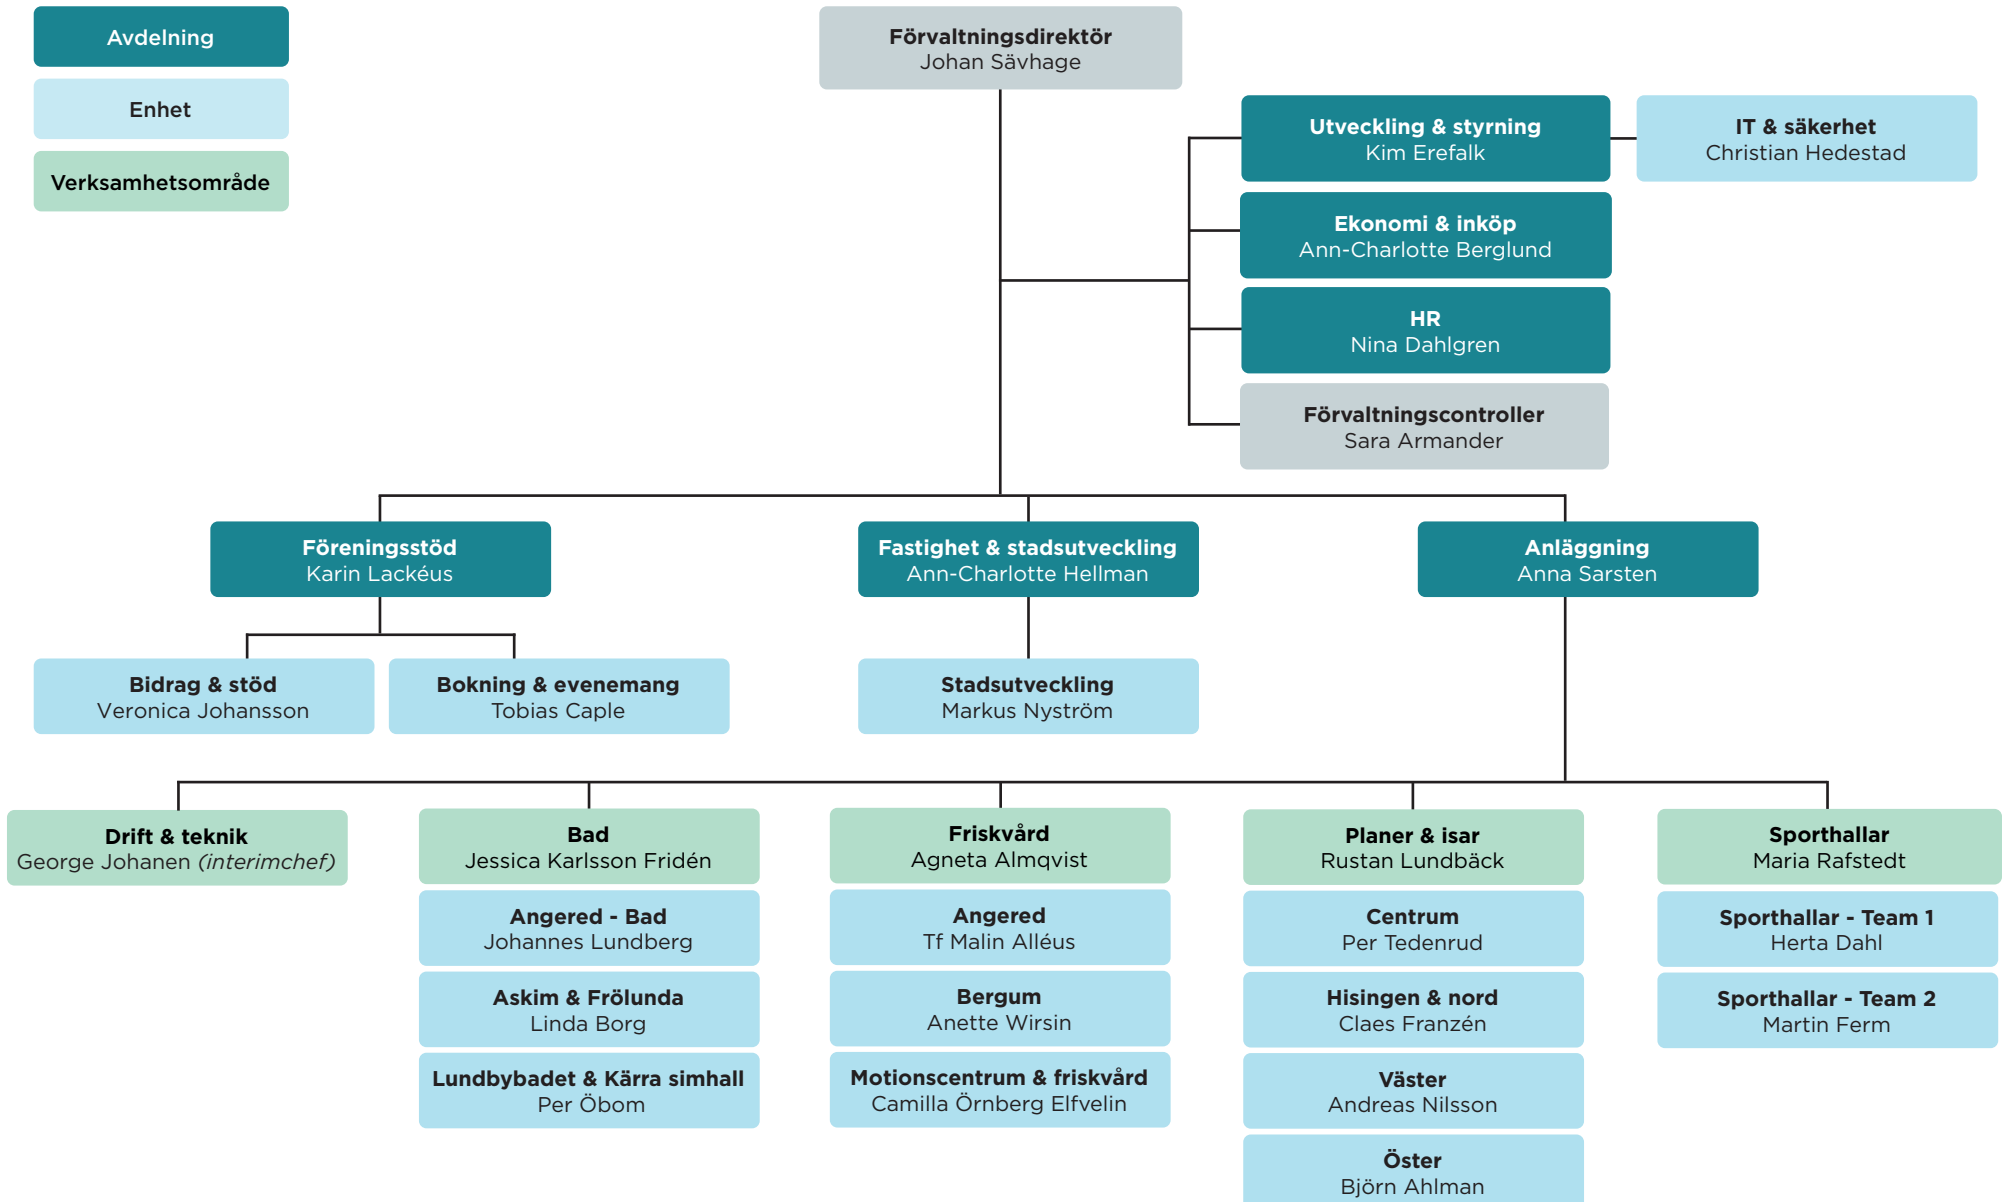 Avdelning
Enhet
Verksamhetsområde
Förvaltningsdirektör
Johan Sävhage
Utveckling & styrning
Kim Erefalk
IT & säkerhet
Christian Hedestad
Ekonomi & inköp
Ann-Charlotte Berglund
HR
Nina Dahlgren
Förvaltningscontroller
Sara Armander
Föreningsstöd
Karin Lackéus
Fastighet & stadsutveckling
Ann-Charlotte Hellman
Anläggning
Anna Sarsten
Bidrag & stöd
Veronica Johansson
Bokning & evenemang
Tobias Caple
Stadsutveckling
Markus Nyström
Drift & teknik
George Johanen (interimchef)
Bad
Jessica Karlsson Fridén
Angered - Bad
Johannes Lundberg
Askim & Frölunda
Linda Borg
Lundbybadet & Kärra simhall
Per Öbom
Friskvård
Agneta Almqvist
Angered
Tf Malin Alléus
Bergum
Anette Wirsin
Motionscentrum & friskvård
Camilla Örnberg Elfvelin
Planer & isar
Rustan Lundbäck
Centrum
Per Tedenrud
Hisingen & nord
Claes Franzén
Väster
Andreas Nilsson
Öster
Björn Ahlman
Sporthallar
Maria Rafstedt
Sporthallar - Team 1
Herta Dahl
Sporthallar - Team 2
Martin Ferm